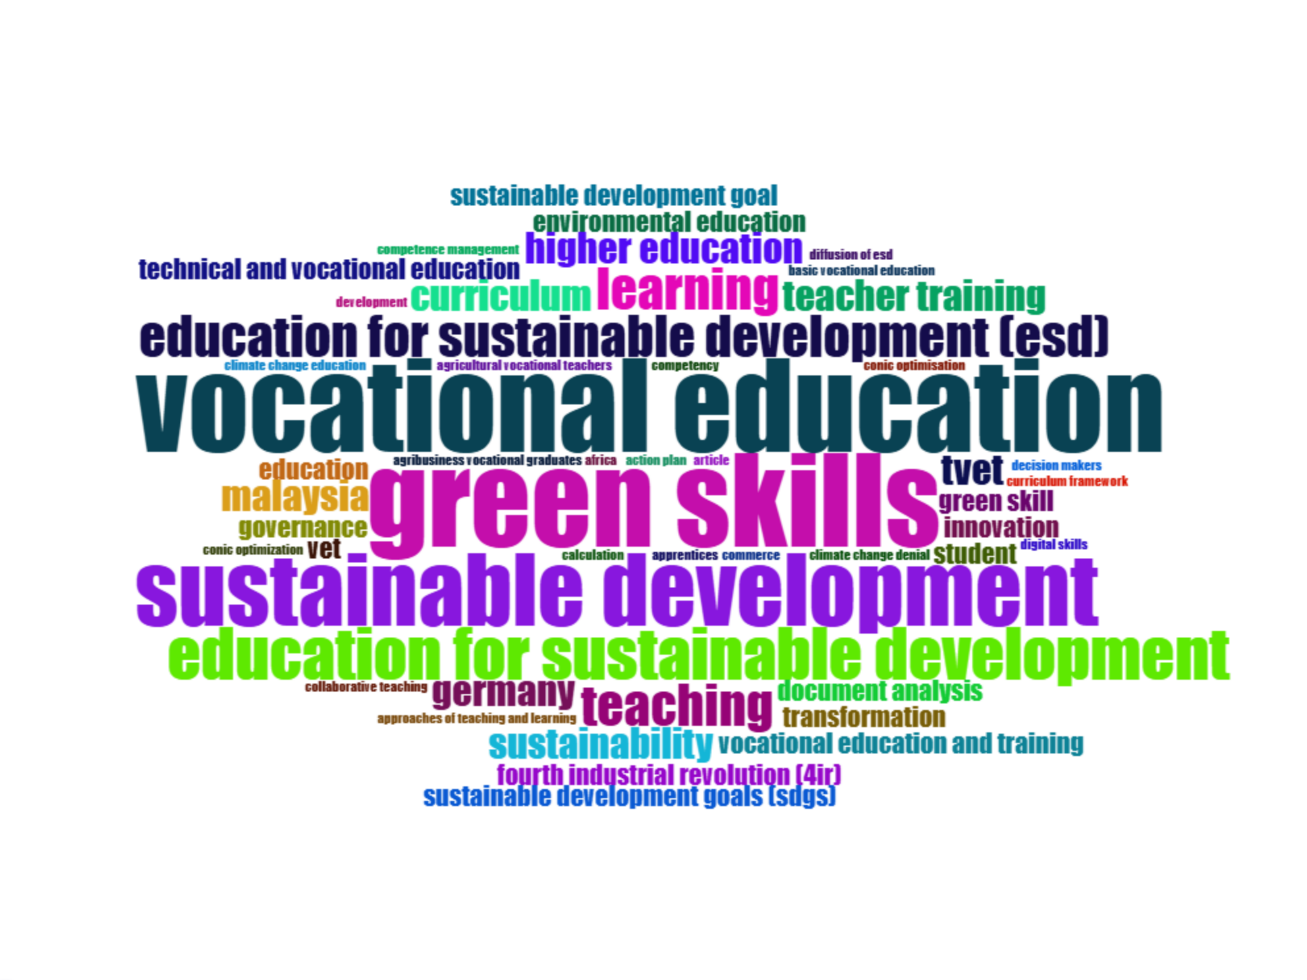 sustainable development goal
environmental education
competence management higher education diffusion of esd
technical and vocational education learning basic vocational education
development curriculum teacher training
education for sustainable development (esd)
climate change education agricultural vocational teachers competency conic optimisation
vocational education
agribusiness vocational graduates africa action plan article
education green skills tvet decision makers
curriculum framework
malaysia green skill
governance innovation
conic optimization vet digital skills
calculation apprentices commerce climate change denial student
sustainable development
education for sustainable development
collaborative teaching germany teaching document analysis
approaches of teaching and learning transformation
sustainability vocational education and training
fourth industrial revolution (4ir)
sustainable development goals (sdgs)